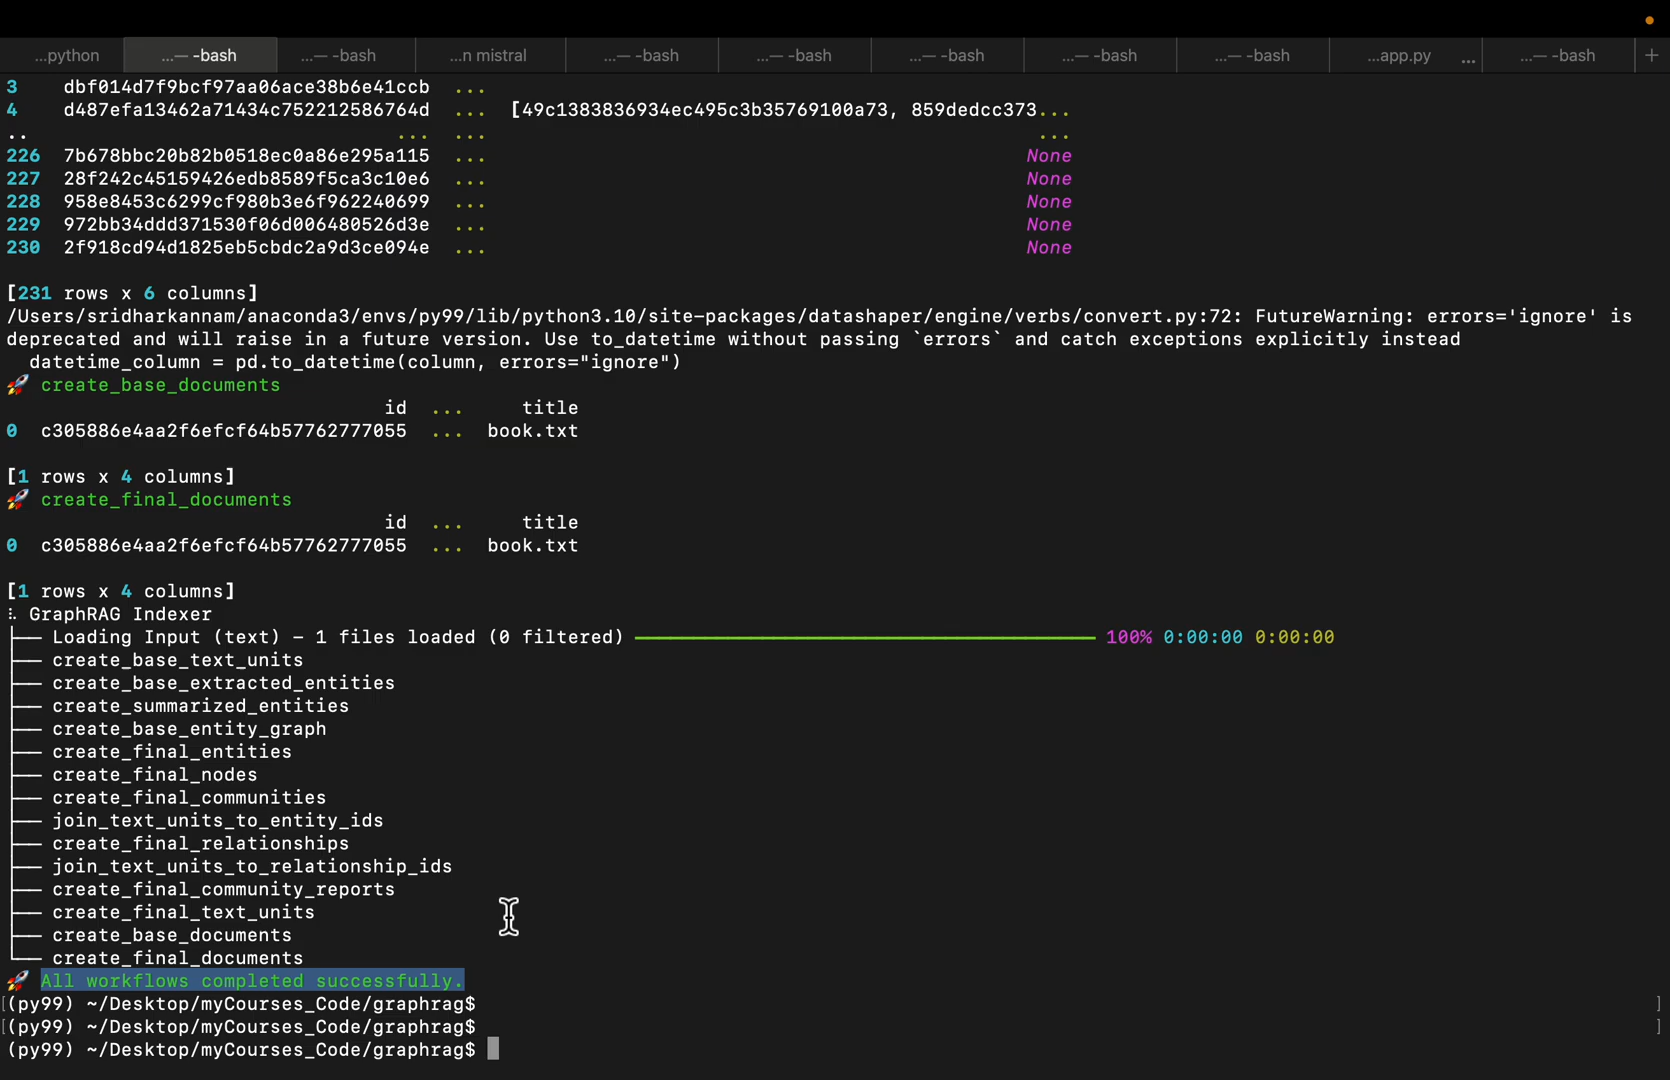 ...python ...— -bash ...— -bash ...n mistral ...— -bash ...— -bash ...— -bash ...— -bash ...— -bash ...app.py ... ...— -bash +
3 dbf014d7f9bcf97aa06ace38b6e41ccb ...
4 d487efa13462a71434c752212586764d ... [49c1383836934ec495c3b35769100a73, 859dedcc373...
.. ... ... ...
226 7b678bbc20b82b0518ec0a86e295a115 ... None
227 28f242c45159426edb8589f5ca3c10e6 ... None
228 958e8453c6299cf980b3e6f962240699 ... None
229 972bb34ddd371530f06d006480526d3e ... None
230 2f918cd94d1825eb5cbdc2a9d3ce094e ... None
[231 rows x 6 columns]
/Users/sridharkannam/anaconda3/envs/py99/lib/python3.10/site-packages/datashaper/engine/verbs/convert.py:72: FutureWarning: errors='ignore' is
deprecated and will raise in a future version. Use to_datetime without passing `errors` and catch exceptions explicitly instead
datetime_column = pd.to_datetime(column, errors="ignore")
🚀 create_base_documents
id ... title
0 c305886e4aa2f6efcf64b57762777055 ... book.txt
[1 rows x 4 columns]
🚀 create_final_documents
id ... title
0 c305886e4aa2f6efcf64b57762777055 ... book.txt
[1 rows x 4 columns]
⠧ GraphRAG Indexer
├── Loading Input (text) - 1 files loaded (0 filtered) ━━━━━━━━━━━━━━━━━━━━ 100% 0:00:00 0:00:00
├── create_base_text_units
├── create_base_extracted_entities
├── create_summarized_entities
├── create_base_entity_graph
├── create_final_entities
├── create_final_nodes
├── create_final_communities
├── join_text_units_to_entity_ids
├── create_final_relationships
├── join_text_units_to_relationship_ids
├── create_final_community_reports
├── create_final_text_units
├── create_base_documents
└── create_final_documents
🚀 All workflows completed successfully.
[(py99) ~/Desktop/myCourses_Code/graphrag$ ]
[(py99) ~/Desktop/myCourses_Code/graphrag$ ]
(py99) ~/Desktop/myCourses_Code/graphrag$